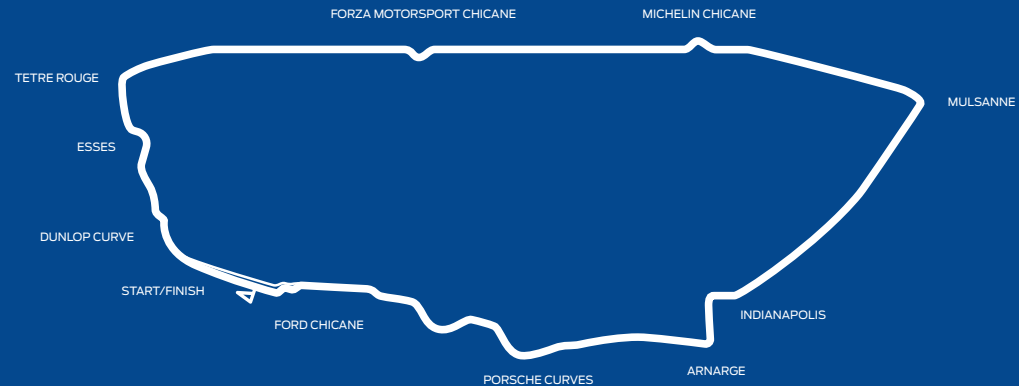 FORZA MOTORSPORT CHICANE
MICHELIN CHICANE
TETRE ROUGE
MULSANNE
ESSES
DUNLOP CURVE
START/FINISH
INDIANAPOLIS
FORD CHICANE
ARNARGE
PORSCHE CURVES